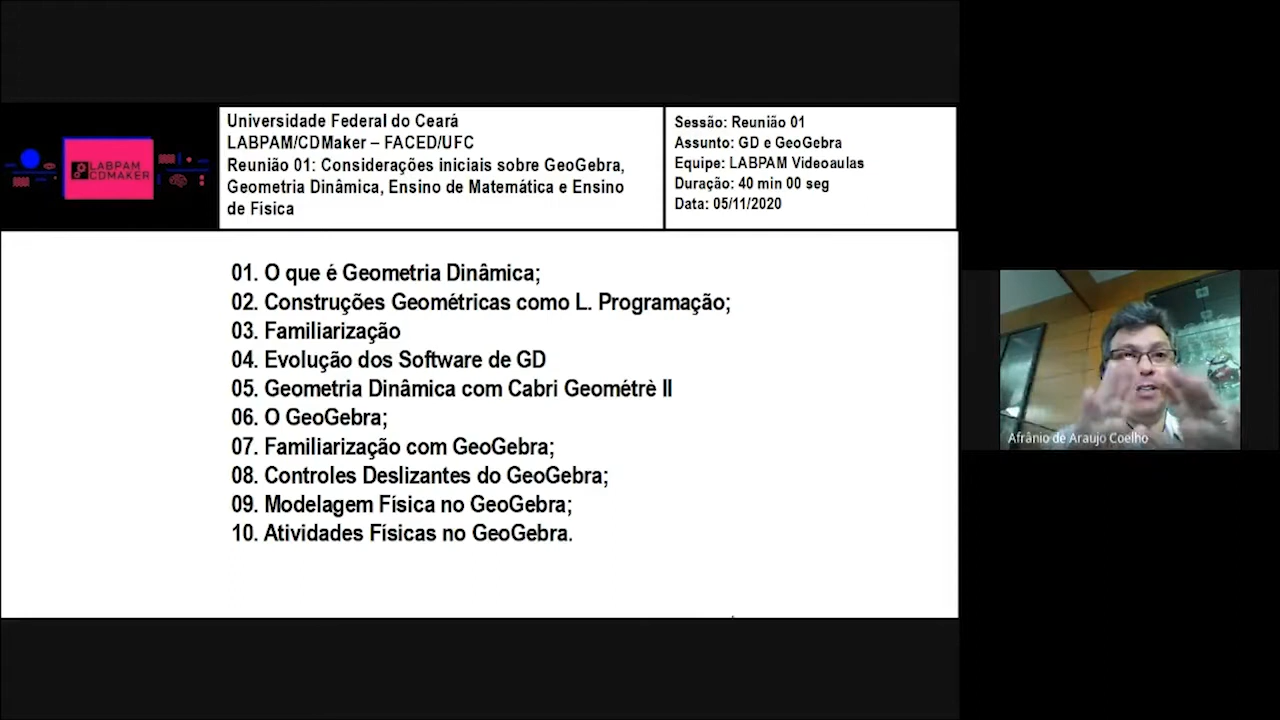 LABPAM
CDMAKER
Universidade Federal do Ceará
LABPAM/CDMaker – FACED/UFC
Reunião 01: Considerações iniciais sobre GeoGebra,
Geometria Dinâmica, Ensino de Matemática e Ensino
de Física
Sessão: Reunião 01
Assunto: GD e GeoGebra
Equipe: LABPAM Videoaulas
Duração: 40 min 00 seg
Data: 05/11/2020
01. O que é Geometria Dinâmica;
02. Construções Geométricas como L. Programação;
03. Familiarização
04. Evolução dos Software de GD
05. Geometria Dinâmica com Cabri Geométrè II
06. O GeoGebra;
07. Familiarização com GeoGebra;
08. Controles Deslizantes do GeoGebra;
09. Modelagem Física no GeoGebra;
10. Atividades Físicas no GeoGebra.
Afrânio de Araujo Coelho